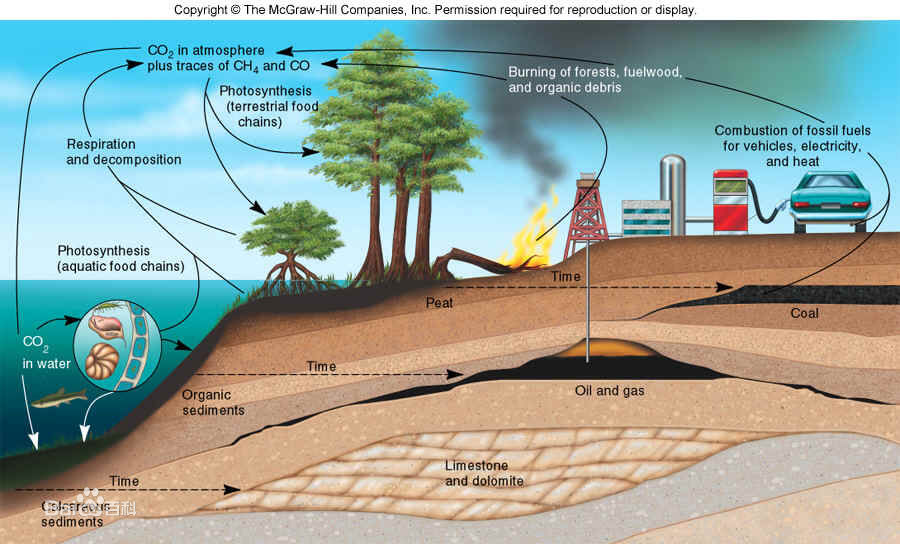 Copyright © The McGraw-Hill Companies, Inc. Permission required for reproduction or display.
CO2 in atmosphere
plus traces of CH4 and CO
Photosynthesis
(terrestrial food
chains)
Burning of forests, fuelwood,
and organic debris
Combustion of fossil fuels
for vehicles, electricity,
and heat
Respiration
and decomposition
Photosynthesis
(aquatic food chains)
CO2
in water
Time
Peat
Coal
Time
Organic
sediments
Oil and gas
Limestone
and dolomite
Time
sediments
Bai 百科